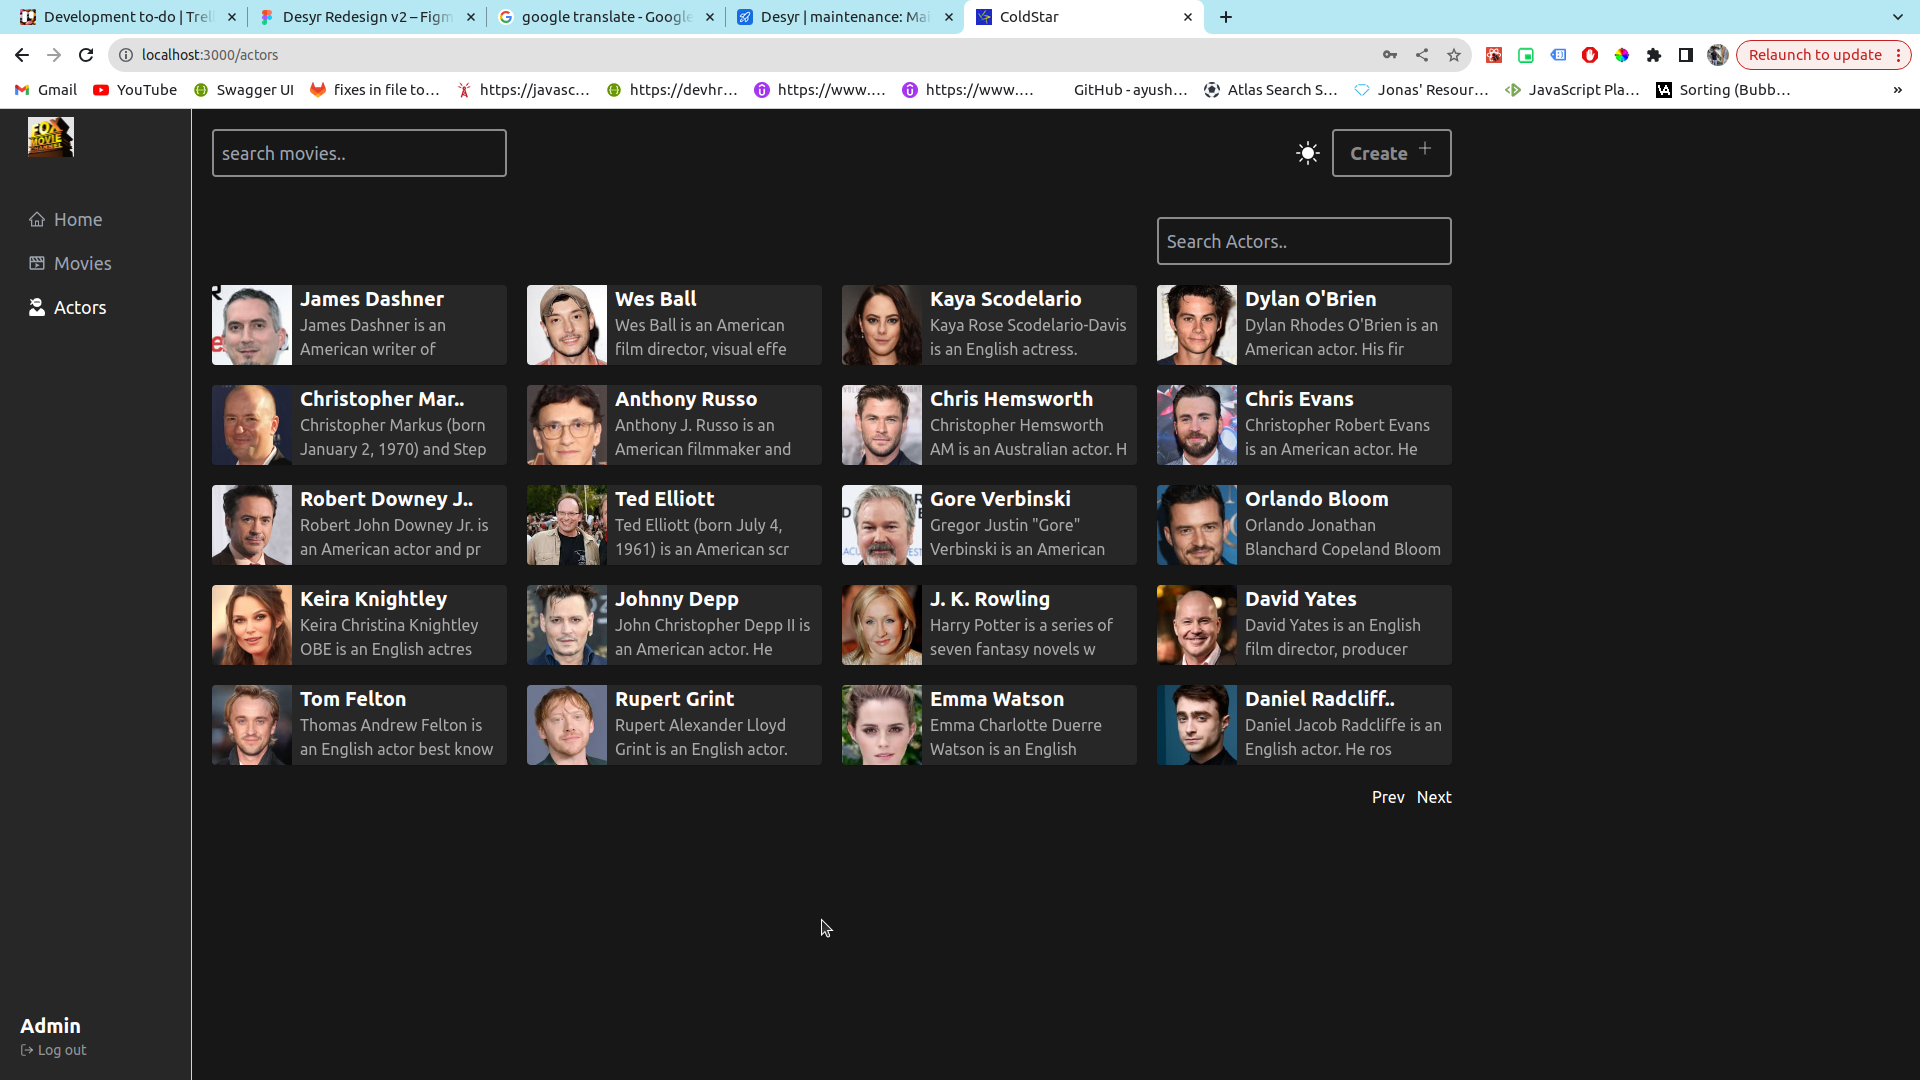 Development to-do | Trell
Desyr Redesign v2 – Figm
google translate - Google
Desyr | maintenance: Mai
ColdStar
localhost:3000/actors
Relaunch to update
Gmail
YouTube
Swagger UI
fixes in file to...
https://javasc...
https://devhr...
https://www....
https://www....
GitHub - ayush...
Atlas Search S...
Jonas' Resour...
JavaScript Pla...
Sorting (Bubb...
»
FOX
MOVIE
CHANNEL
search movies..
Create +
Home
Movies
Actors
Search Actors..
James Dashner
James Dashner is an
American writer of
Wes Ball
Wes Ball is an American
film director, visual effe
Kaya Scodelario
Kaya Rose Scodelario-Davis
is an English actress.
Dylan O'Brien
Dylan Rhodes O'Brien is an
American actor. His fir
Christopher Mar..
Christopher Markus (born
January 2, 1970) and Step
Anthony Russo
Anthony J. Russo is an
American filmmaker and
Chris Hemsworth
Christopher Hemsworth
AM is an Australian actor. H
Chris Evans
Christopher Robert Evans
is an American actor. He
Robert Downey J..
Robert John Downey Jr. is
an American actor and pr
Ted Elliott
Ted Elliott (born July 4,
1961) is an American scr
Gore Verbinski
Gregor Justin "Gore"
Verbinski is an American
Orlando Bloom
Orlando Jonathan
Blanchard Copeland Bloom
Keira Knightley
Keira Christina Knightley
OBE is an English actres
Johnny Depp
John Christopher Depp II is
an American actor. He
J. K. Rowling
Harry Potter is a series of
seven fantasy novels w
David Yates
David Yates is an English
film director, producer
Tom Felton
Thomas Andrew Felton is
an English actor best know
Rupert Grint
Rupert Alexander Lloyd
Grint is an English actor.
Emma Watson
Emma Charlotte Duerre
Watson is an English
Daniel Radcliff..
Daniel Jacob Radcliffe is an
English actor. He ros
Prev Next
Admin
Log out